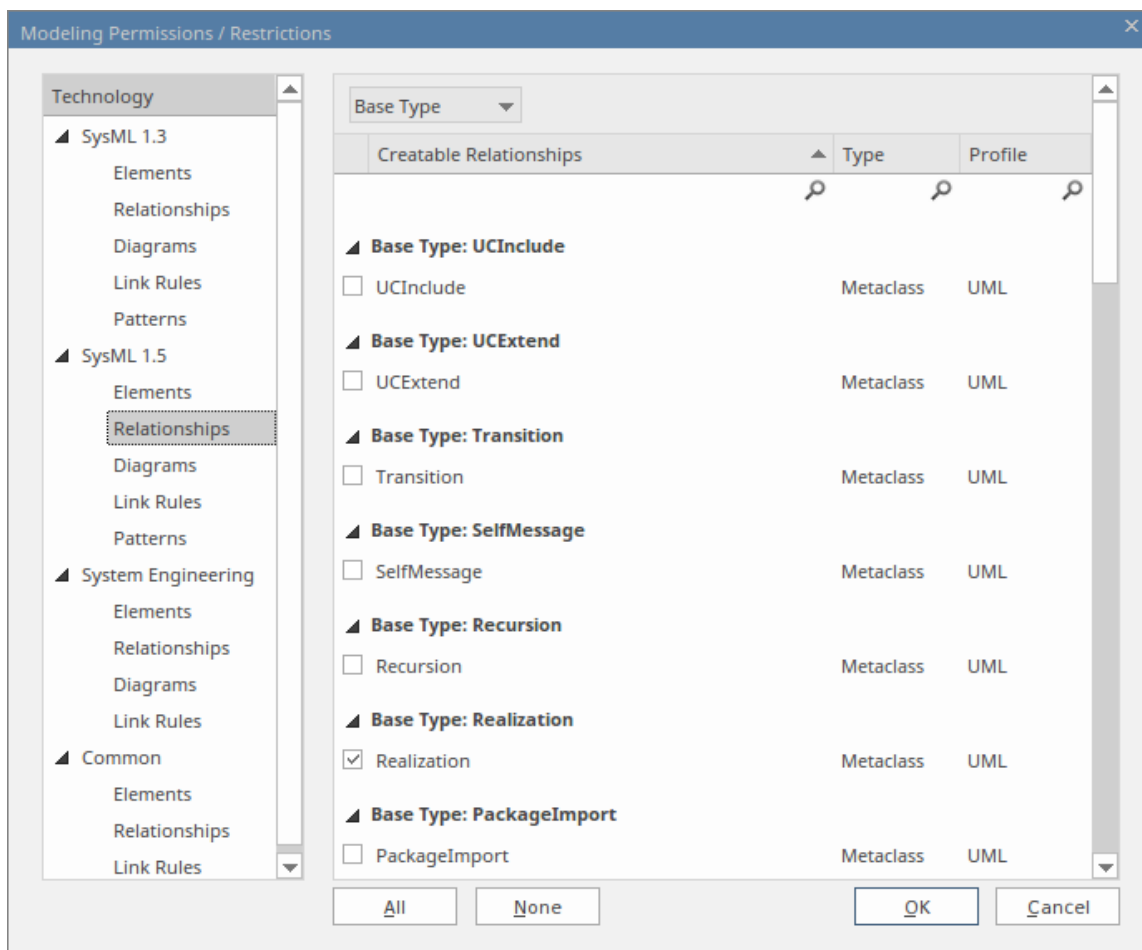 Modeling Permissions / Restrictions
Technology
SysML 1.3
Elements
Relationships
Diagrams
Link Rules
Patterns
SysML 1.5
Elements
Relationships
Diagrams
Link Rules
Patterns
System Engineering
Elements
Relationships
Diagrams
Link Rules
Common
Elements
Relationships
Link Rules
Base Type
Creatable Relationships Type Profile
Base Type: UCInclude
UCInclude Metaclass UML
Base Type: UCExtend
UCExtend Metaclass UML
Base Type: Transition
Transition Metaclass UML
Base Type: SelfMessage
SelfMessage Metaclass UML
Base Type: Recursion
Recursion Metaclass UML
Base Type: Realization
Realization Metaclass UML
Base Type: PackageImport
PackageImport Metaclass UML
All None OK Cancel